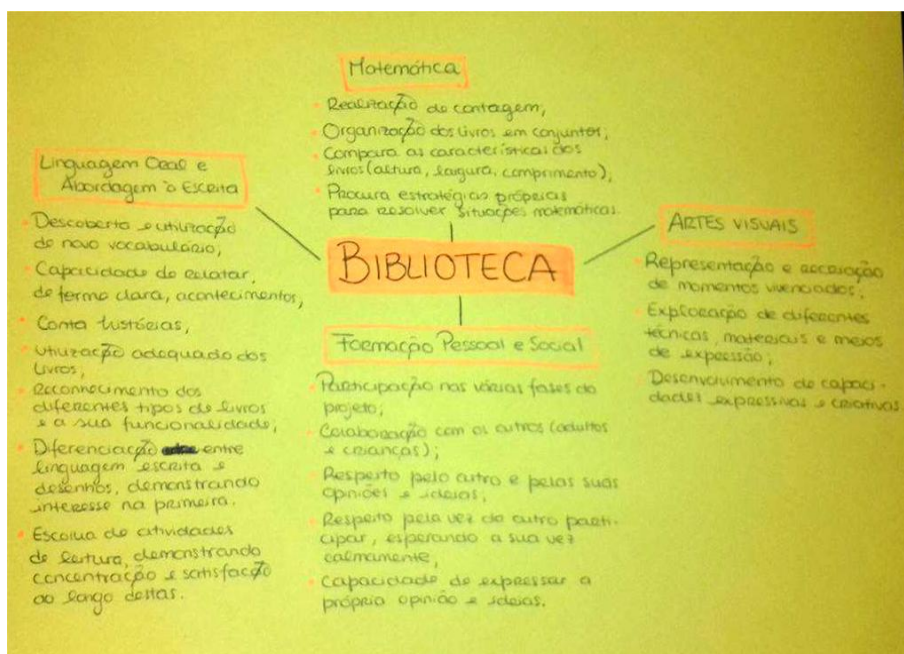 Matemática
• Realização de contagem;
• Organização dos livros em conjuntos;
• Compara as características dos
livros (altura, largura, comprimento);
• Procura estratégias próprias
para resolver situações matemáticas.
Linguagem Oral e
Abordagem à Escrita
• Descoberta e utilização
de novo vocabulário;
• Capacidade de relatar,
de forma clara, acontecimentos;
• Conta histórias;
• Utilização adequada dos
livros;
• Reconhecimento dos
diferentes tipos de livros
e a sua funcionalidade;
• Diferenciação entre
linguagem escrita e
desenhos, demonstrando
interesse na primeira.
• Escolha de atividades
de leitura, demonstrando
concentração e satisfação
ao longo destas.
BIBLIOTECA
ARTES VISUAIS
• Representação e recriação
de momentos vivenciados;
• Exploração de diferentes
técnicas, materiais e meios
de expressão;
• Desenvolvimento de capaci-
dades expressivas e criativas
Formação Pessoal e Social
• Participação nas várias fases do
projeto;
• Colaboração com os outros (adultos
e crianças);
• Respeito pelo outro e pelas suas
opiniões e ideias;
• Respeito pela vez do outro parti-
cipar, esperando a sua vez
calmamente;
• Capacidade de expressar a
própria opinião e ideias.